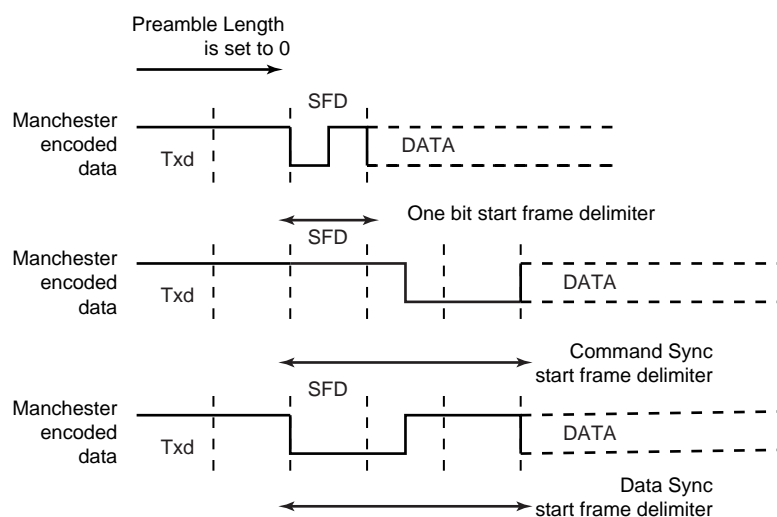 Preamble Length
is set to 0
SFD
Manchester
encoded
data
Txd
DATA
One bit start frame delimiter
SFD
Manchester
encoded
data
Txd
DATA
Command Sync
start frame delimiter
SFD
Manchester
encoded
data
Txd
DATA
Data Sync
start frame delimiter